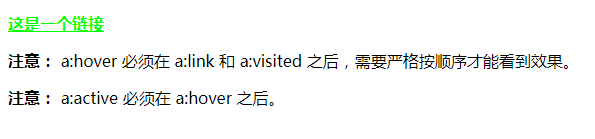 这是一个链接
注意： a:hover 必须在 a:link 和 a:visited 之后，需要严格按顺序才能看到效果。
注意： a:active 必须在 a:hover 之后。